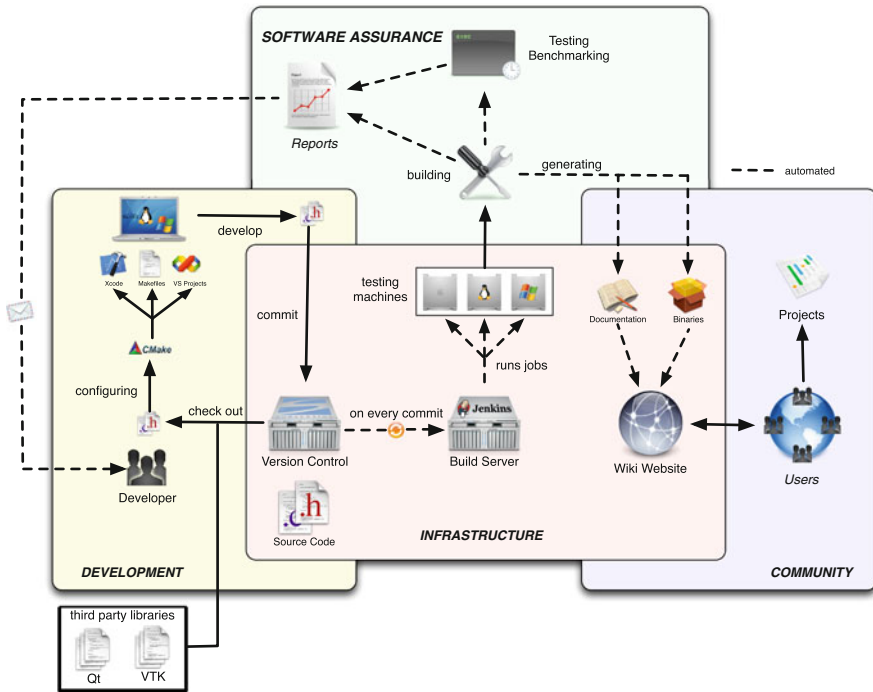 SOFTWARE ASSURANCE
Testing
Benchmarking
Reports
building
generating
automated
develop
.c.h
Xcode
Makefiles
VS Projects
testing
machines
commit
Documentation
Binaries
Projects
runs jobs
CMake
configuring
check out
.c.h
on every commit
Jenkins
Developer
Version Control
Build Server
Wiki Website
Users
.c.h
Source Code
INFRASTRUCTURE
DEVELOPMENT
COMMUNITY
third party libraries
Qt
VTK